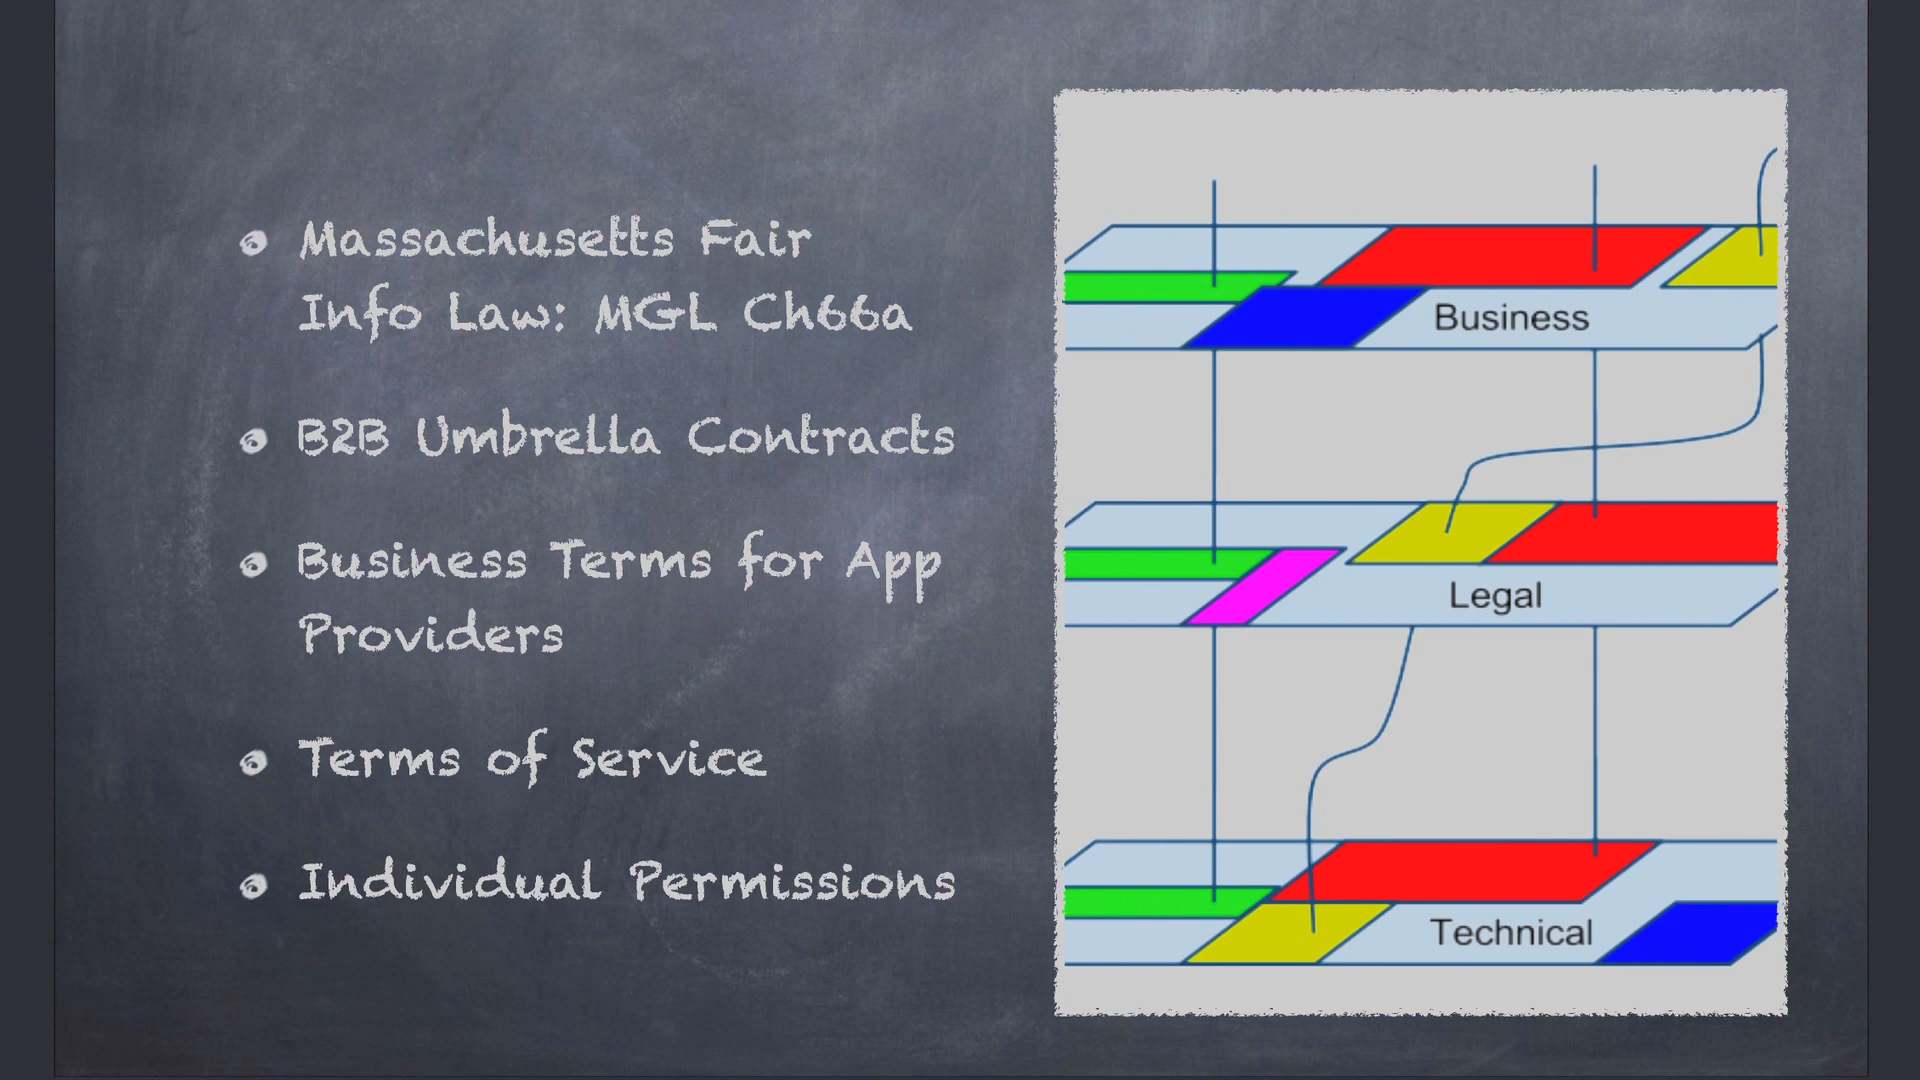 Massachusetts Fair
Info Law: MGL Ch66a
B2B Umbrella Contracts
Business Terms for App
Providers
Terms of Service
Individual Permissions
Business
Legal
Technical